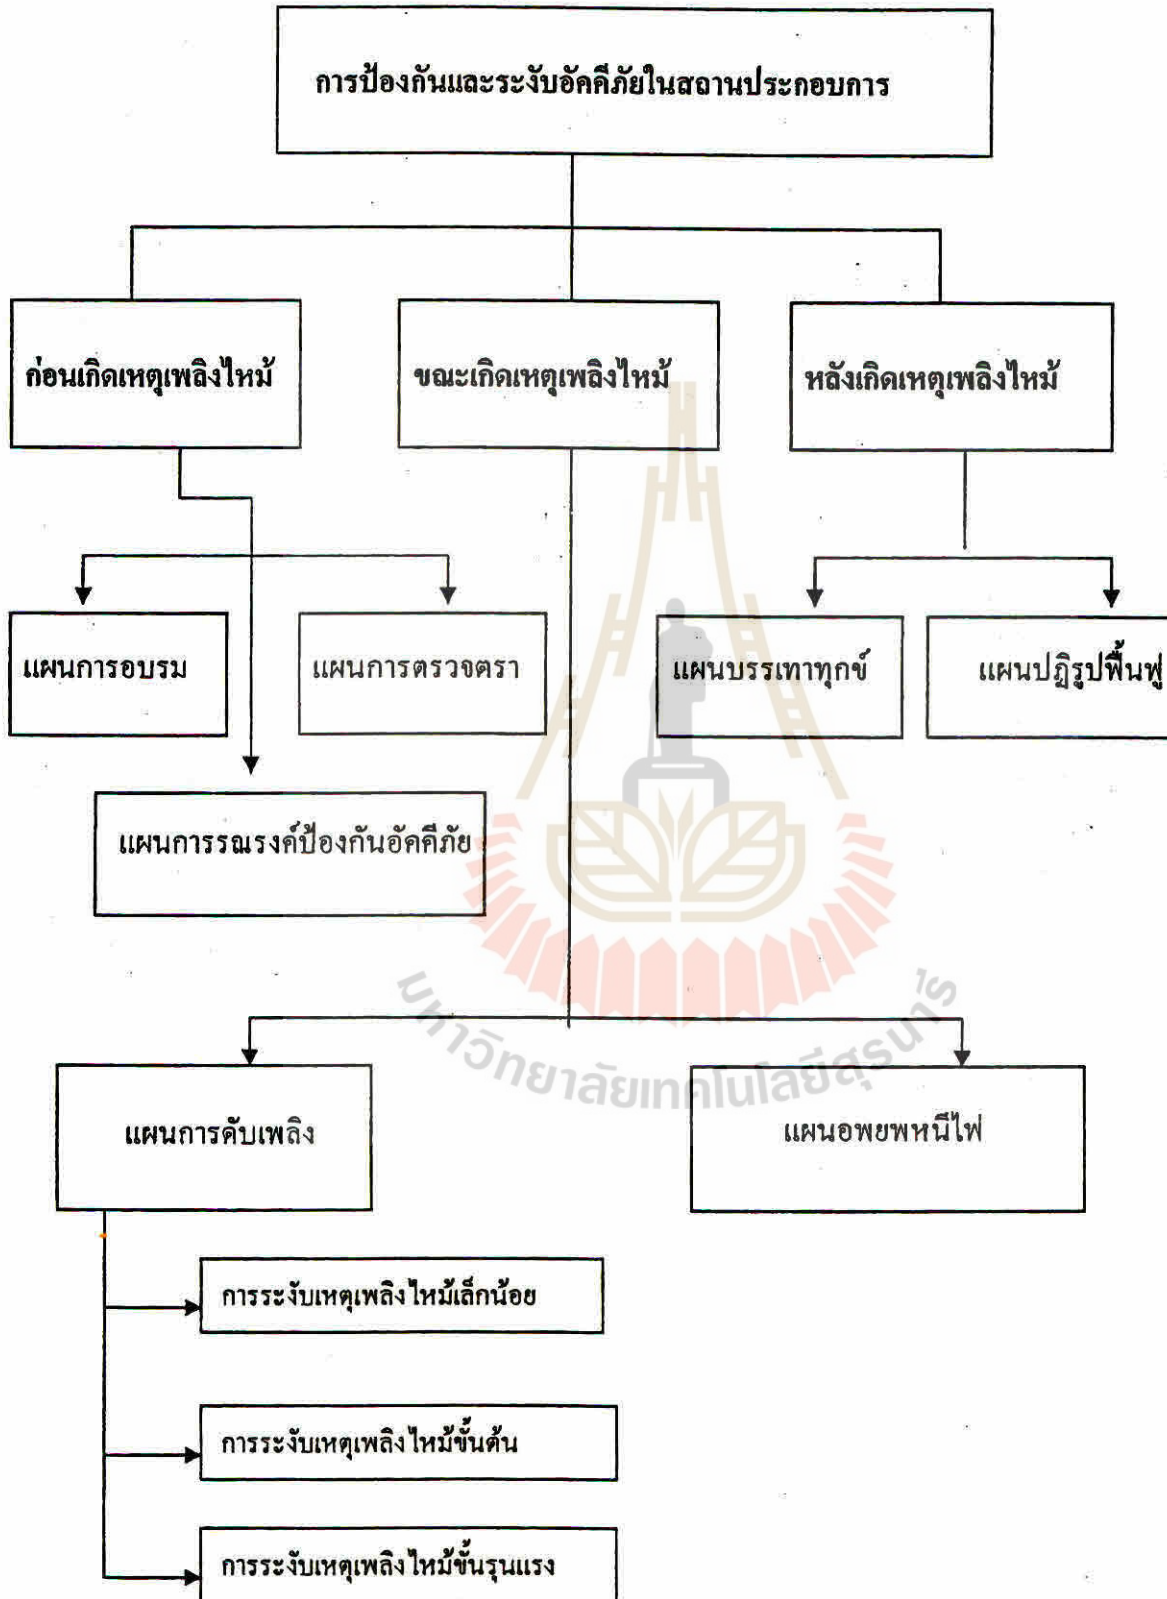 การป้องกันและระงับอัคคีภัยในสถานประกอบการ
ก่อนเกิดเหตุเพลิงไหม้
ขณะเกิดเหตุเพลิงไหม้
หลังเกิดเหตุเพลิงไหม้
แผนการอบรม
แผนการตรวจตรา
แผนบรรเทาทุกข์
แผนปฏิรูปฟื้นฟู
แผนการรณรงค์ป้องกันอัคคีภัย
มหาวิทยาลัยเทคโนโลยีสุรนารี
แผนการดับเพลิง
แผนอพยพหนีไฟ
การระงับเหตุเพลิงไหม้เล็กน้อย
การระงับเหตุเพลิงไหม้ขั้นต้น
การระงับเหตุเพลิงไหม้ขั้นรุนแรง